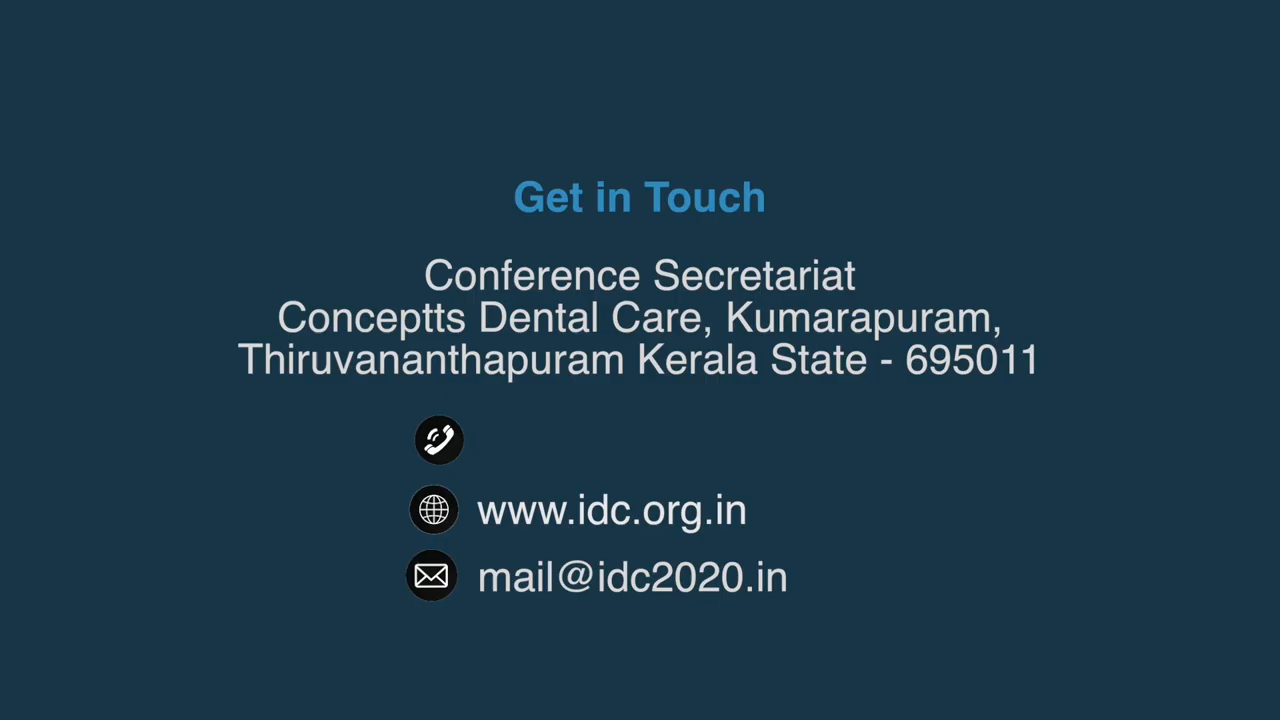 Get in Touch
Conference Secretariat
Conceptts Dental Care, Kumarapuram,
Thiruvananthapuram Kerala State - 695011
www.idc.org.in
mail@idc2020.in